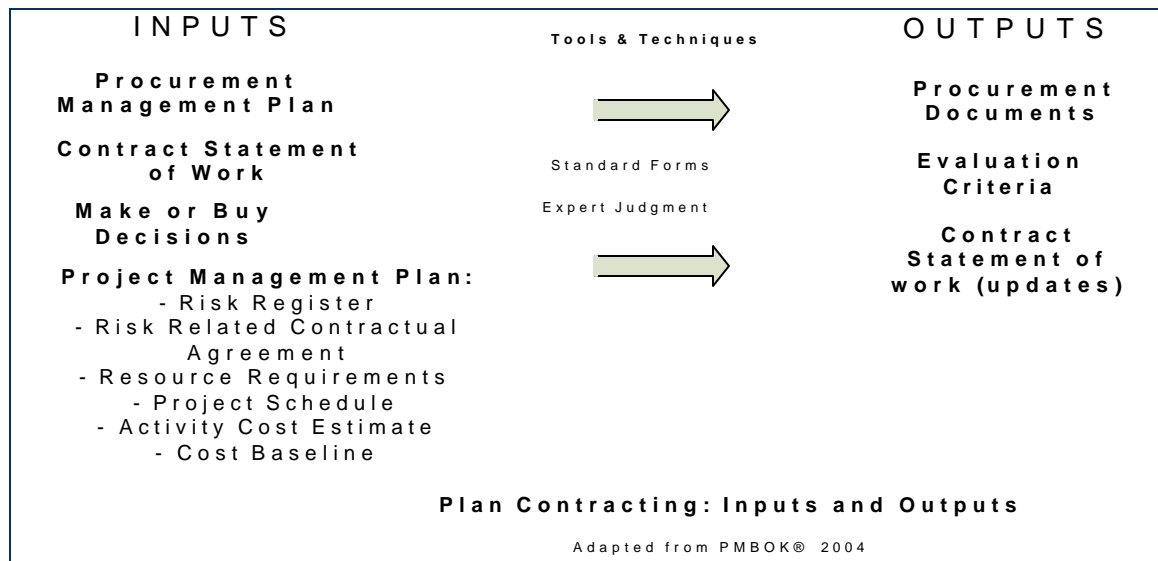 INPUTS
Procurement
Management Plan
Contract Statement
of Work
Make or Buy
Decisions
Project Management Plan:
- Risk Register
- Risk Related Contractual
Agreement
- Resource Requirements
- Project Schedule
- Activity Cost Estimate
- Cost Baseline
Tools & Techniques
Standard Forms
Expert Judgment
OUTPUTS
Procurement
Documents
Evaluation
Criteria
Contract
Statement of
work (updates)
Plan Contracting: Inputs and Outputs
Adapted from PMBOK® 2004